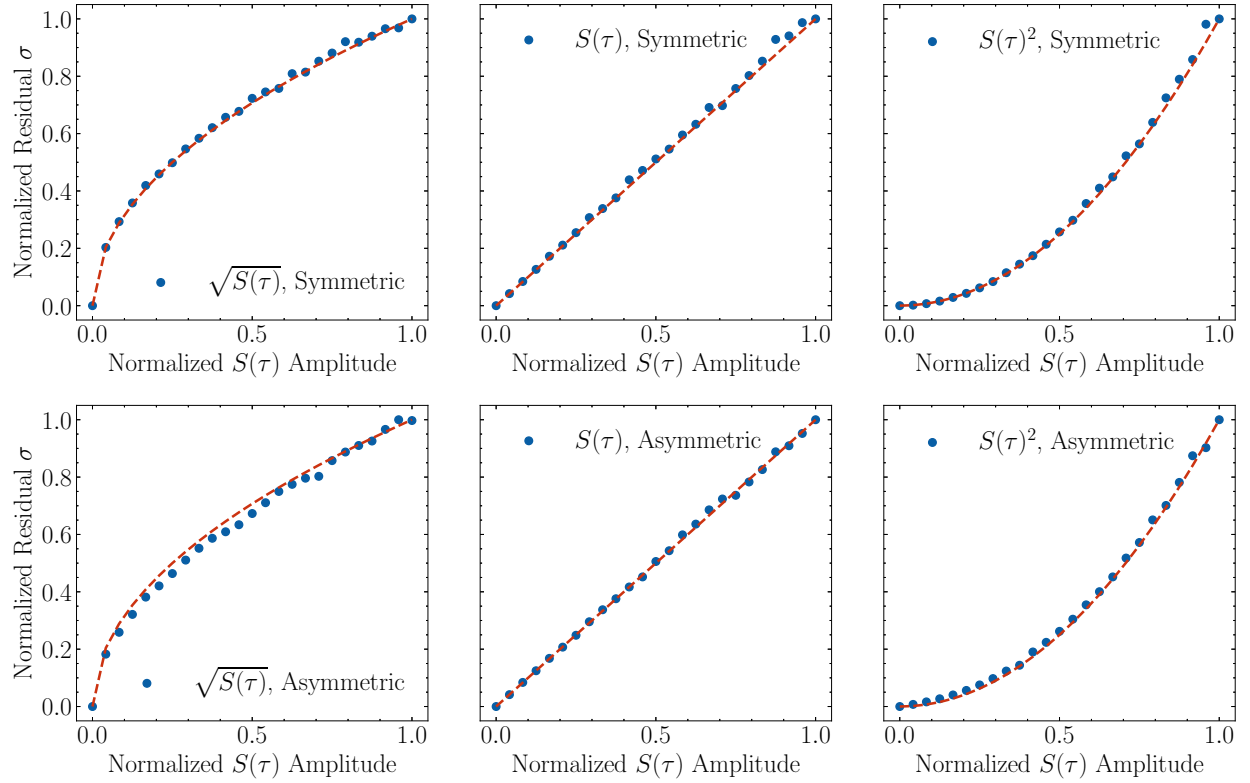 1.0
0.8
0.6
0.4
0.2
0.0
Normalized Residual σ
√S(τ), Symmetric
0.0 0.5 1.0
Normalized S(τ) Amplitude
S(τ), Symmetric
0.0 0.5 1.0
Normalized S(τ) Amplitude
S(τ)², Symmetric
0.0 0.5 1.0
Normalized S(τ) Amplitude
1.0
0.8
0.6
0.4
0.2
0.0
Normalized Residual σ
√S(τ), Asymmetric
0.0 0.5 1.0
Normalized S(τ) Amplitude
S(τ), Asymmetric
0.0 0.5 1.0
Normalized S(τ) Amplitude
S(τ)², Asymmetric
0.0 0.5 1.0
Normalized S(τ) Amplitude